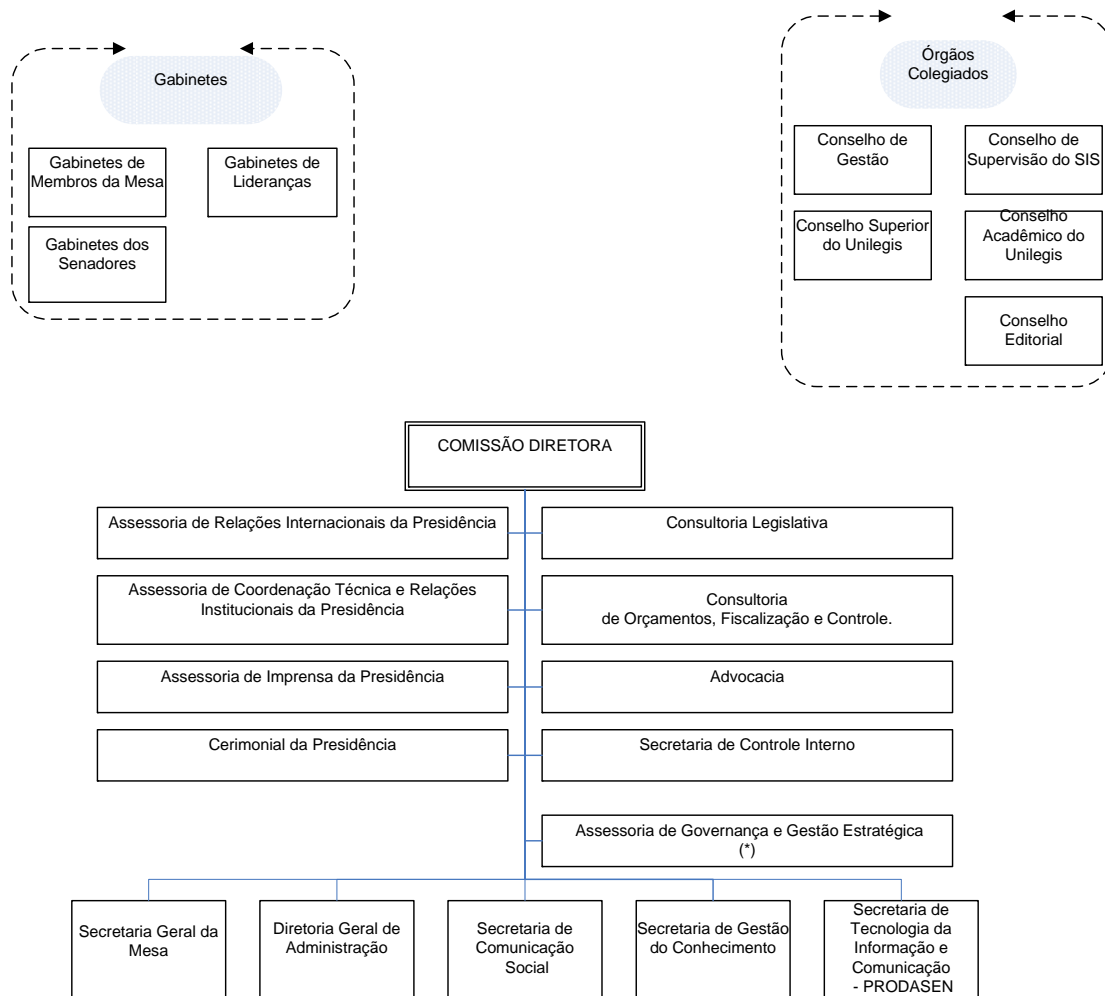 Gabinetes
Gabinetes de
Membros da Mesa
Gabinetes de
Lideranças
Gabinetes dos
Senadores
Órgãos
Colegiados
Conselho de
Gestão
Conselho de
Supervisão do SIS
Conselho Superior
do Unilegis
Conselho
Acadêmico do
Unilegis
Conselho
Editorial
COMISSÃO DIRETORA
Assessoria de Relações Internacionais da Presidência
Consultoria Legislativa
Assessoria de Coordenação Técnica e Relações
Institucionais da Presidência
Consultoria
de Orçamentos, Fiscalização e Controle.
Assessoria de Imprensa da Presidência
Advocacia
Cerimonial da Presidência
Secretaria de Controle Interno
Assessoria de Governança e Gestão Estratégica
(*)
Secretaria Geral da
Mesa
Diretoria Geral de
Administração
Secretaria de
Comunicação
Social
Secretaria de Gestão
do Conhecimento
Secretaria de
Tecnologia da
Informação e
Comunicação
- PRODASEN